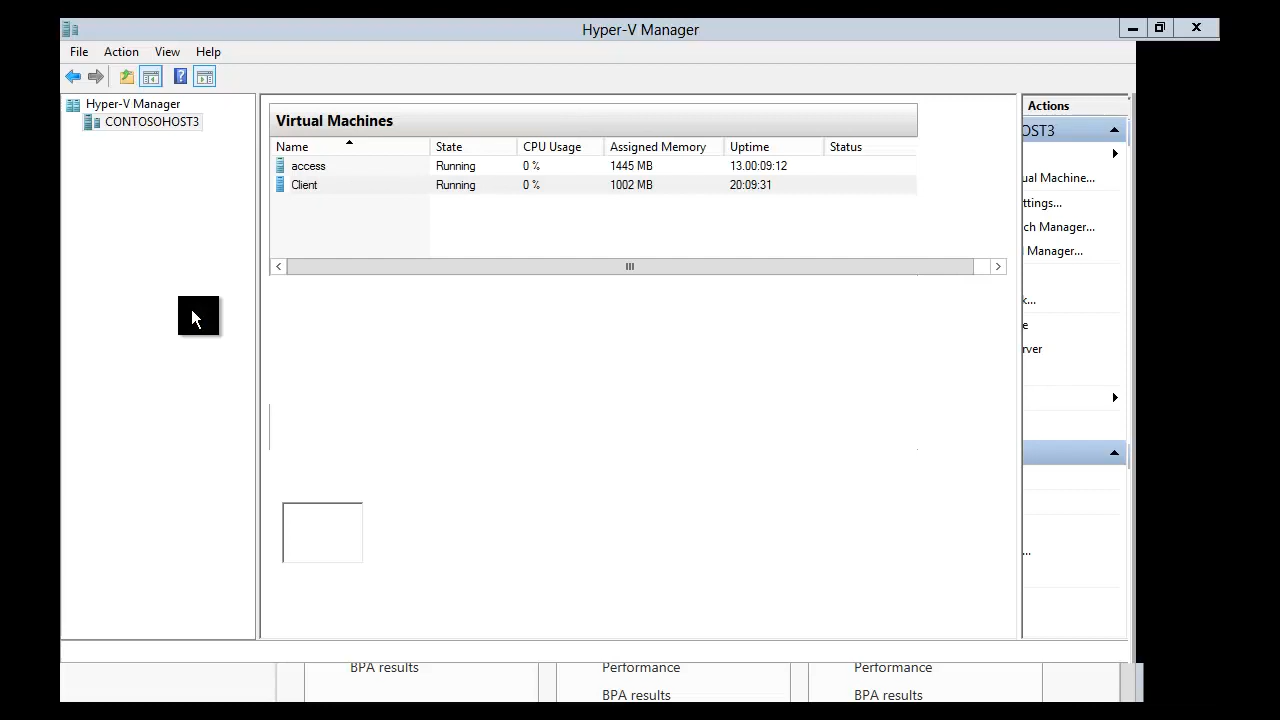 Hyper-V Manager
File Action View Help
Hyper-V Manager
CONTOSOHOST3
Virtual Machines
Name State CPU Usage Assigned Memory Uptime Status
access Running 0 % 1445 MB 13.00:09:12
Client Running 0 % 1002 MB 20:09:31
Actions
OST3
ual Machine...
ttings...
ch Manager...
l Manager...
k...
e
rver
...
BPA results Performance Performance
BPA results BPA results